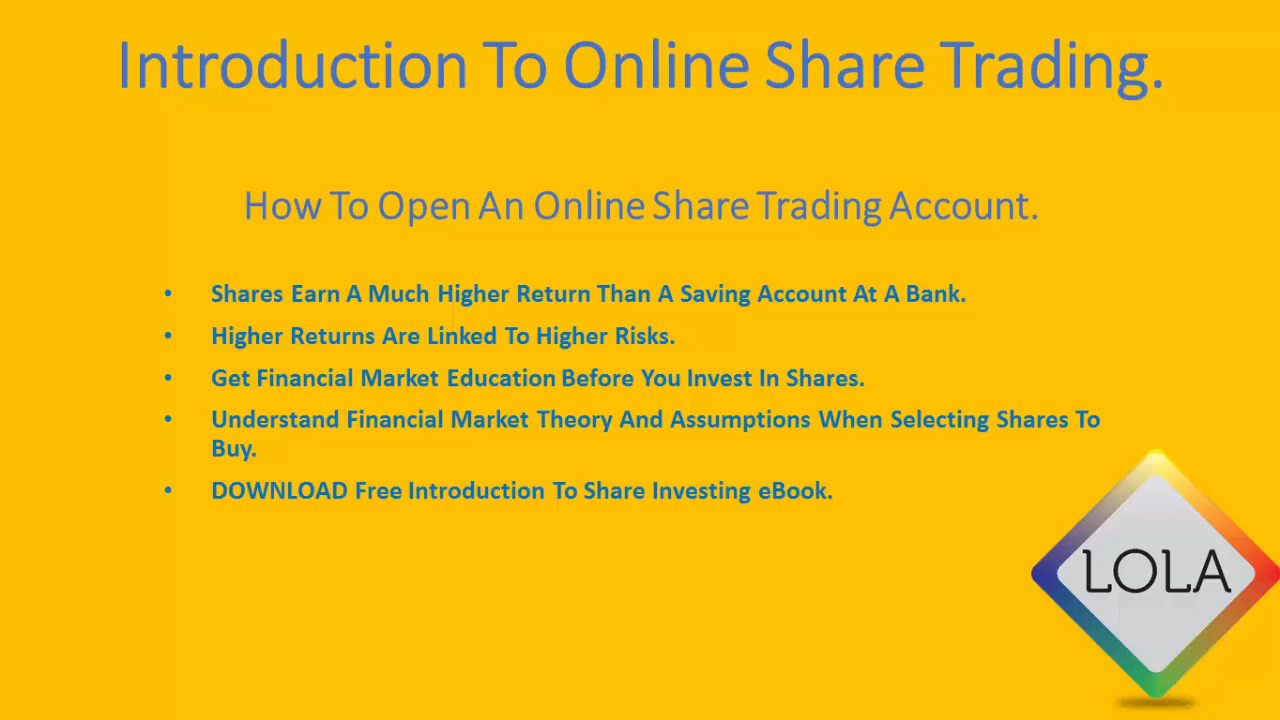 Introduction To Online Share Trading.
How To Open An Online Share Trading Account.
• Shares Earn A Much Higher Return Than A Saving Account At A Bank.
• Higher Returns Are Linked To Higher Risks.
• Get Financial Market Education Before You Invest In Shares.
• Understand Financial Market Theory And Assumptions When Selecting Shares To
Buy.
• DOWNLOAD Free Introduction To Share Investing eBook.
LOLA